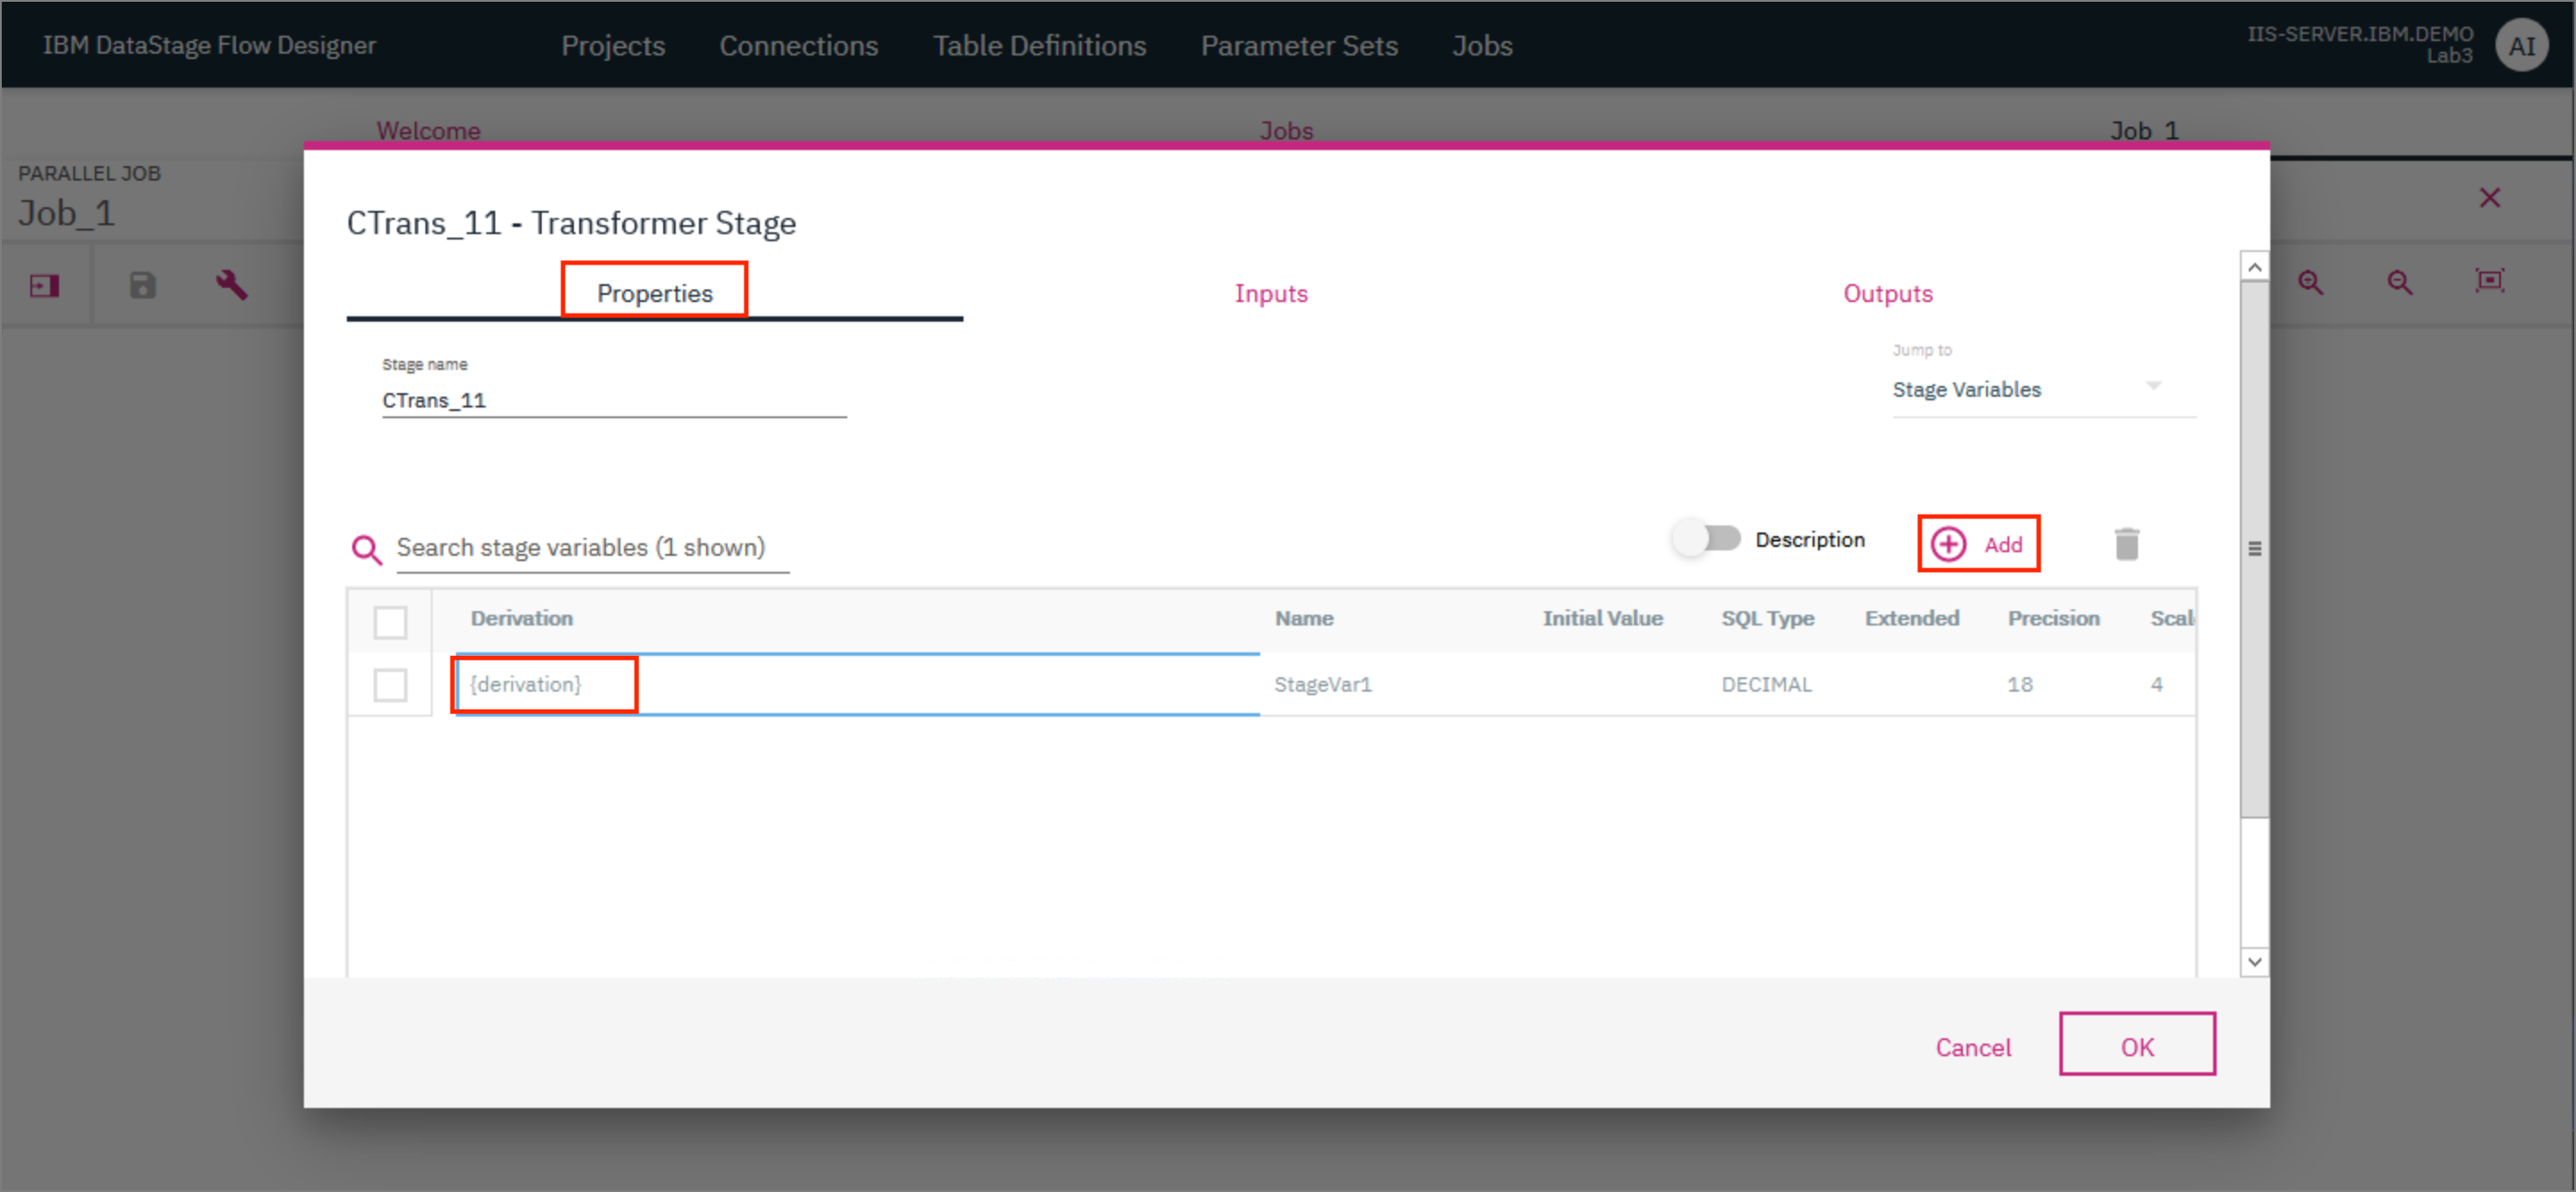 IBM DataStage Flow Designer Projects Connections Table Definitions Parameter Sets Jobs IIS-SERVER.IBM.DEMO
Lab3 AI
Welcome Jobs Job_1
PARALLEL JOB
Job_1
CTrans_11 - Transformer Stage
Properties Inputs Outputs
Stage name
CTrans_11
Jump to
Stage Variables
Search stage variables (1 shown) Description Add
Derivation Name Initial Value SQL Type Extended Precision Scal
{derivation} StageVar1 DECIMAL 18 4
Cancel OK